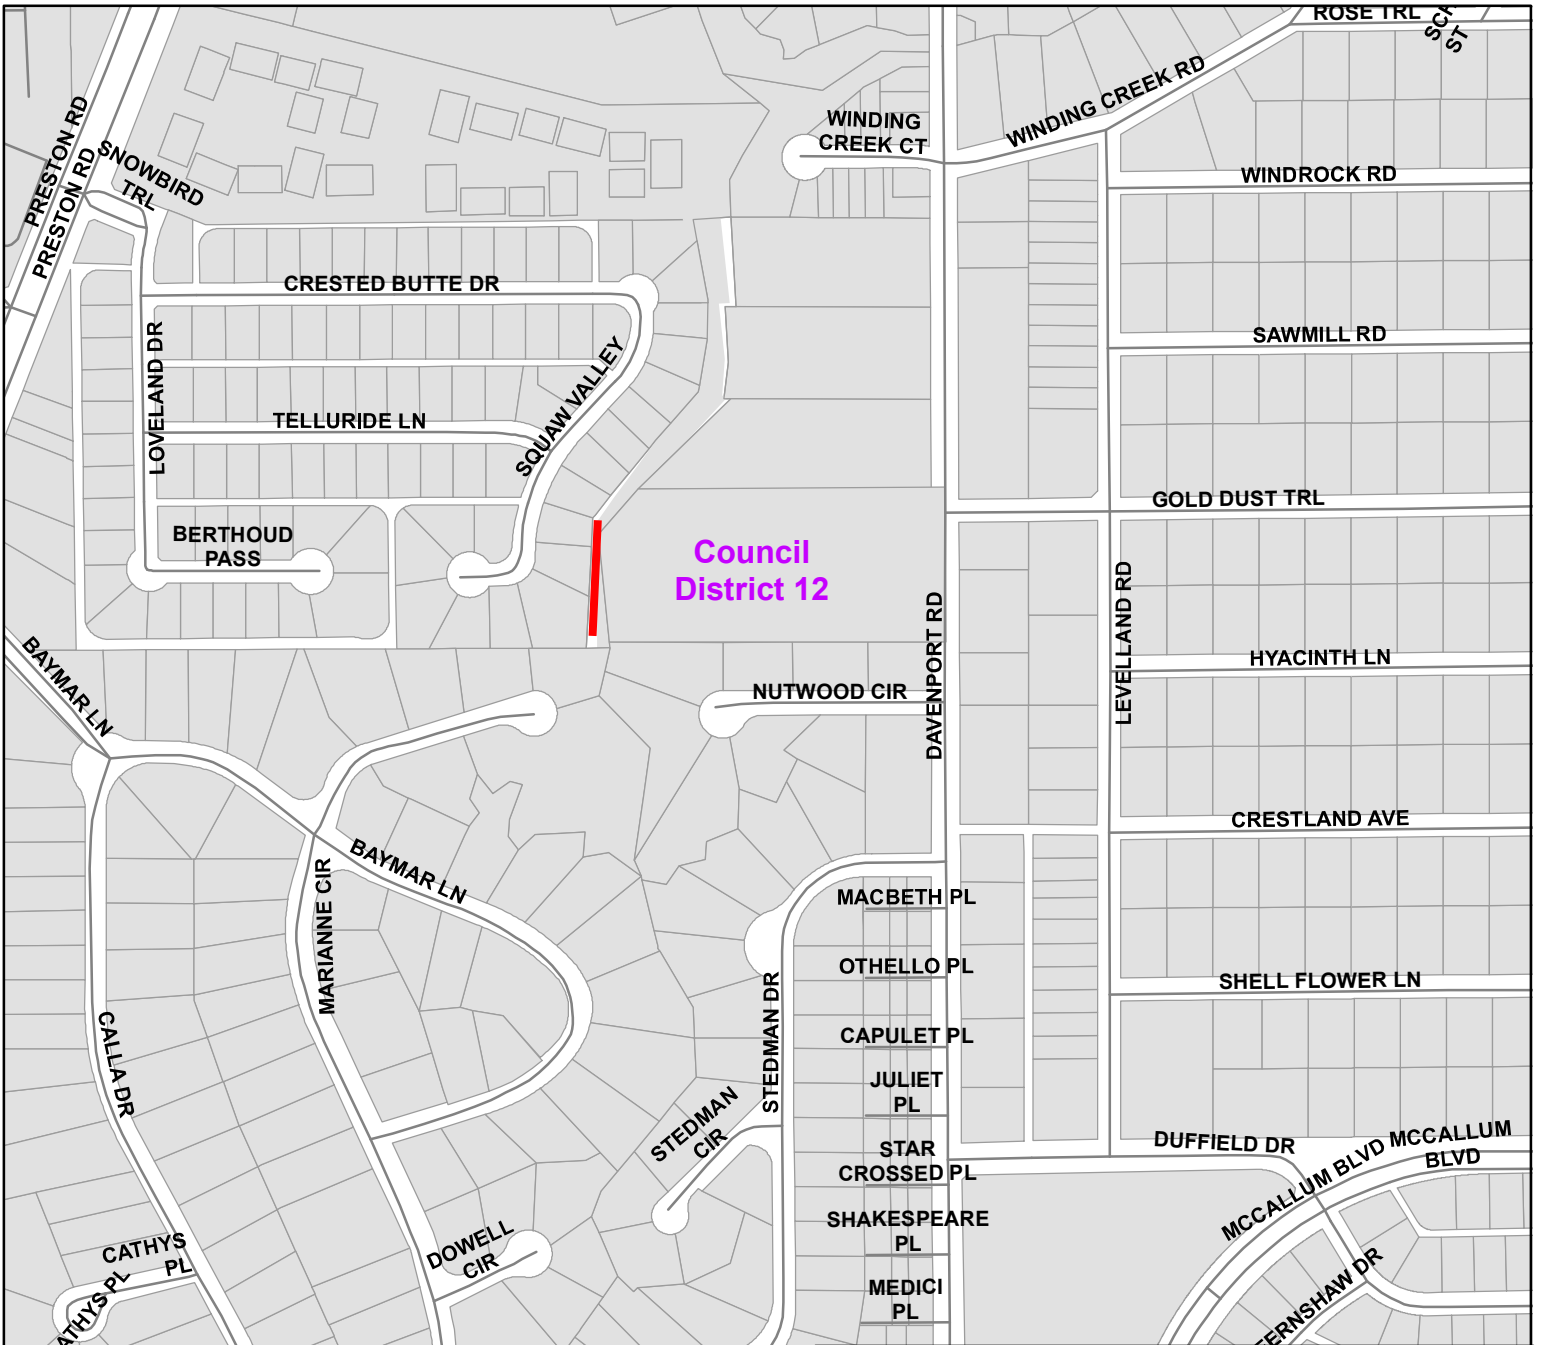 ROSE TRL
ST
WINDING CREEK RD
WINDING
CREEK CT
PRESTON RD
PRESTON RD
SNOWBIRD
TRL
WINDROCK RD
CRESTED BUTTE DR
SAWMILL RD
LOVELAND DR
SQUAW VALLEY
TELLURIDE LN
GOLD DUST TRL
BERTHOUD
PASS
Council
District 12
DAVENPORT RD
LEVELLAND RD
BAYMAR LN
HYACINTH LN
NUTWOOD CIR
CRESTLAND AVE
BAYMAR LN
MARIANNE CIR
MACBETH PL
OTHELLO PL
STEDMAN DR
SHELL FLOWER LN
CALLA DR
CAPULET PL
JULIET
PL
STEDMAN
CIR
STAR
CROSSED PL
DUFFIELD DR
MCCALLUM BLVD
MCCALLUM
BLVD
SHAKESPEARE
PL
CATHYS
PL
DOWELL
CIR
MEDICI
PL